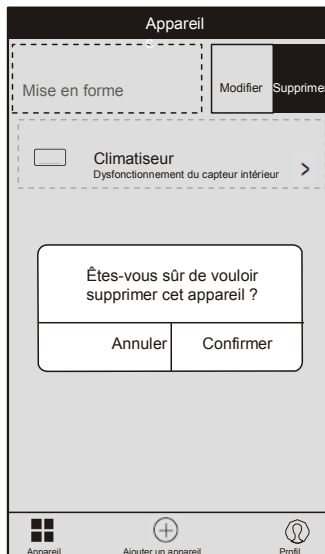 Appareil
s
Mise en forme
Modifier
Supprimer
Climatiseur
Dysfonctionnement du capteur intérieur
Êtes-vous sûr de vouloir
supprimer cet appareil ?
Annuler
Confirmer
Appareil
Ajouter un appareil
Profil